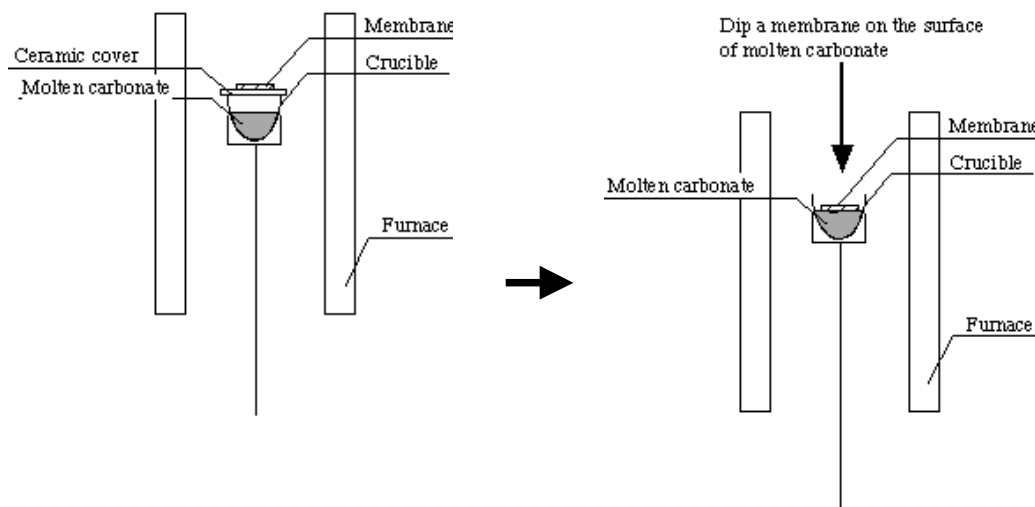 Membrane
Ceramic cover
Crucible
Molten carbonate
Furnace
Dip a membrane on the surface
of molten carbonate
Membrane
Crucible
Molten carbonate
Furnace